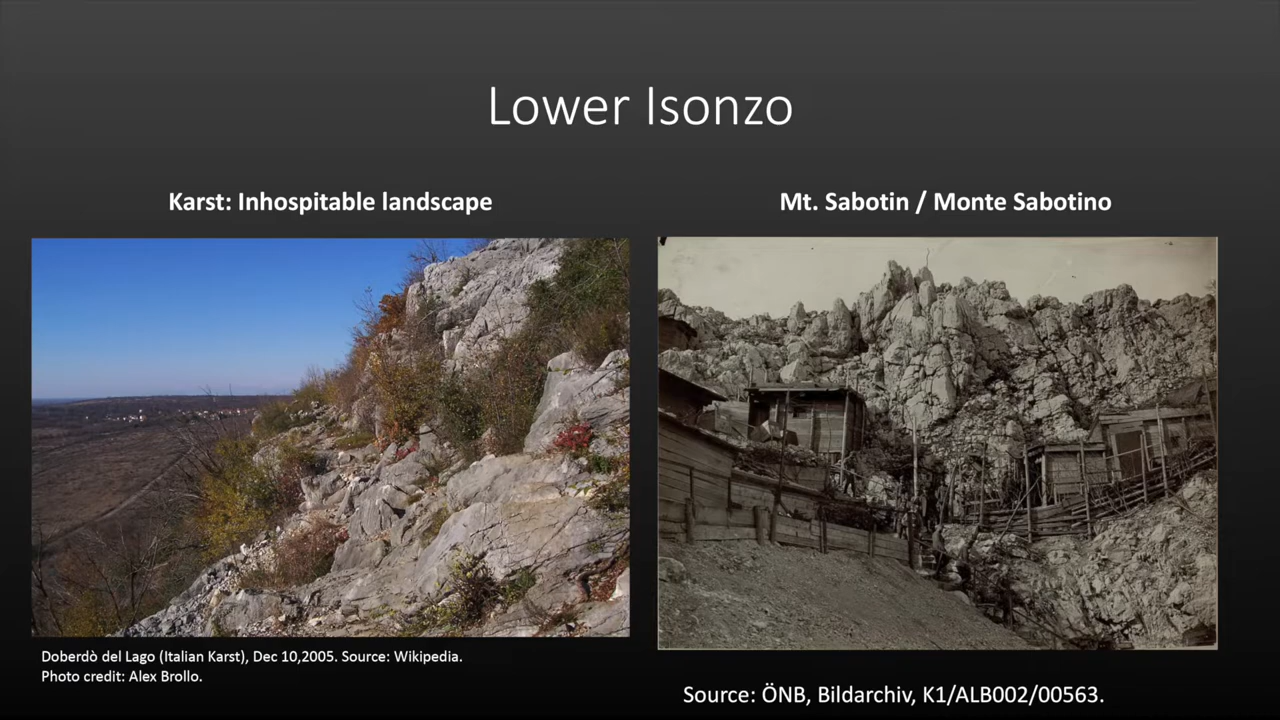 Lower Isonzo
Karst: Inhospitable landscape
Mt. Sabotin / Monte Sabotino
Doberdò del Lago (Italian Karst), Dec 10,2005. Source: Wikipedia.
Photo credit: Alex Brollo.
Source: ÖNB, Bildarchiv, K1/ALB002/00563.